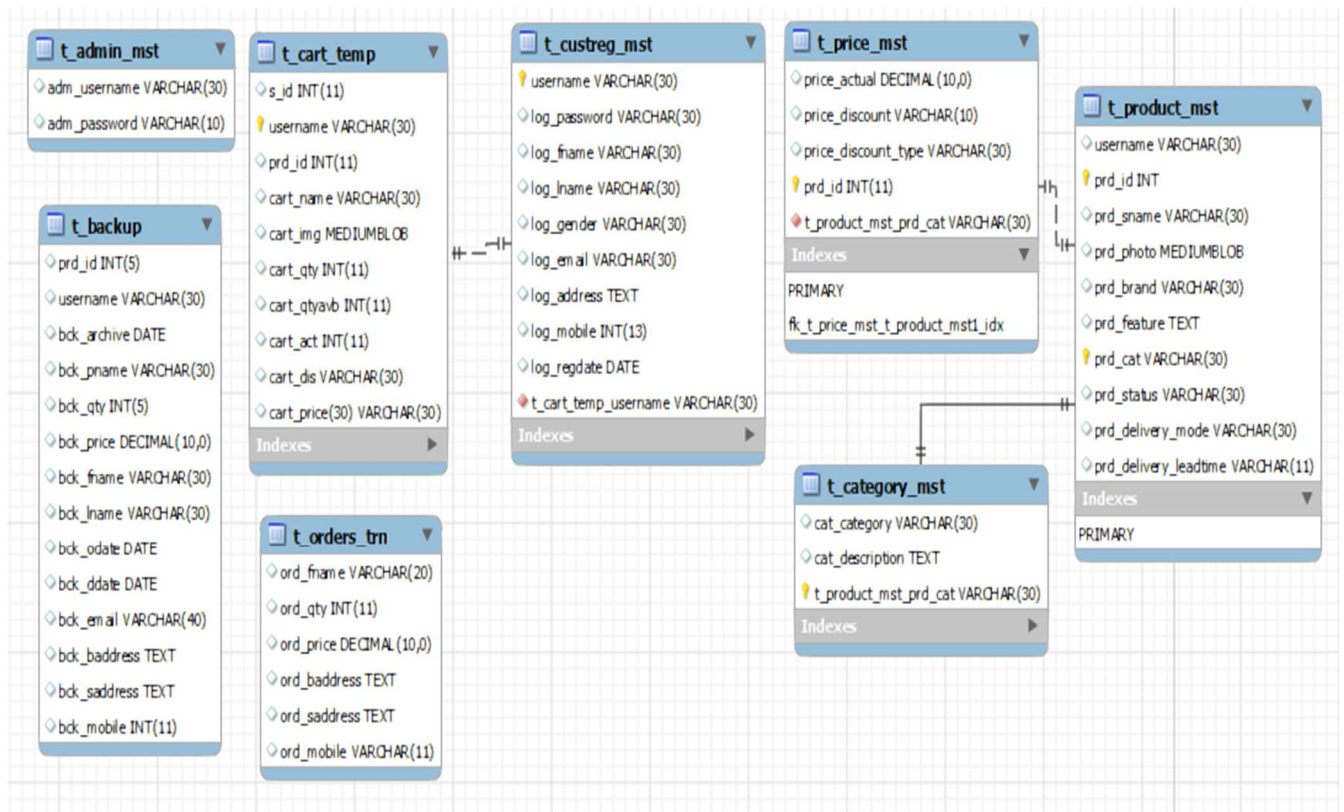 t_admin_mst
adm_username VARCHAR(30)
adm_password VARCHAR(10)
t_backup
prd_id INT(5)
username VARCHAR(30)
bck_archive DATE
bck_pname VARCHAR(30)
bck_qty INT(5)
bck_price DECIMAL(10,0)
bck_fname VARCHAR(30)
bck_lname VARCHAR(30)
bck_odate DATE
bck_ddate DATE
bck_email VARCHAR(40)
bck_baddress TEXT
bck_saddress TEXT
bck_mobile INT(11)
t_cart_temp
s_id INT(11)
username VARCHAR(30)
prd_id INT(11)
cart_name VARCHAR(30)
cart_img MEDIUMBLOB
cart_qty INT(11)
cart_qtyavb INT(11)
cart_act INT(11)
cart_dis VARCHAR(30)
cart_price(30) VARCHAR(30)
Indexes
t_orders_trn
ord_fname VARCHAR(20)
ord_qty INT(11)
ord_price DECIMAL(10,0)
ord_baddress TEXT
ord_saddress TEXT
ord_mobile VARCHAR(11)
t_custreg_mst
username VARCHAR(30)
log_password VARCHAR(30)
log_fname VARCHAR(30)
log_lname VARCHAR(30)
log_gender VARCHAR(30)
log_email VARCHAR(30)
log_address TEXT
log_mobile INT(13)
log_regdate DATE
t_cart_temp_username VARCHAR(30)
Indexes
t_price_mst
price_actual DECIMAL(10,0)
price_discount VARCHAR(10)
price_discount_type VARCHAR(30)
prd_id INT(11)
t_product_mst_prd_cat VARCHAR(30)
Indexes
PRIMARY
fk_t_price_mst_t_product_mst1_idx
t_category_mst
cat_category VARCHAR(30)
cat_description TEXT
t_product_mst_prd_cat VARCHAR(30)
Indexes
t_product_mst
username VARCHAR(30)
prd_id INT
prd_sname VARCHAR(30)
prd_photo MEDIUMBLOB
prd_brand VARCHAR(30)
prd_feature TEXT
prd_cat VARCHAR(30)
prd_status VARCHAR(30)
prd_delivery_mode VARCHAR(30)
prd_delivery_leadtime VARCHAR(11)
Indexes
PRIMARY